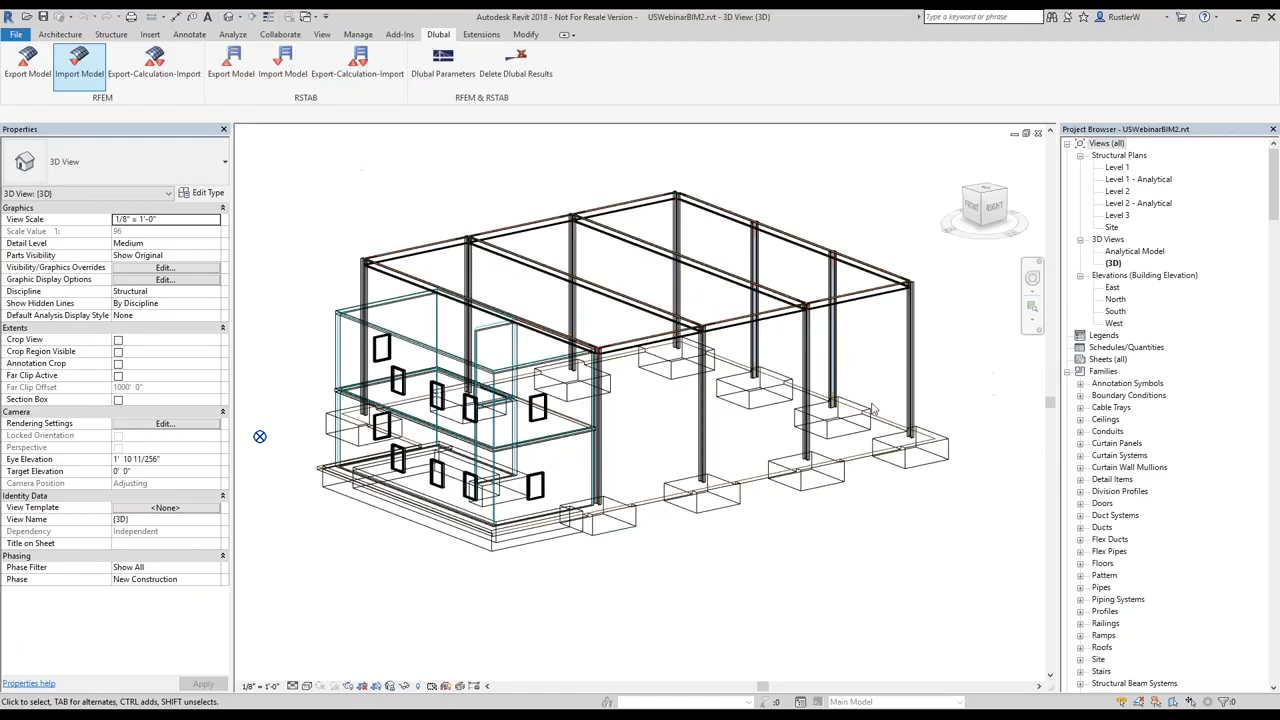 Autodesk Revit 2018 - Not For Resale Version - USWebinarBIM2.rvt - 3D View: {3D}
Type a keyword or phrase
RustlerW
File Architecture Structure Insert Annotate Analyze Collaborate View Manage Add-Ins Dlubal Extensions Modify
Export Model Import Model Export-Calculation-Import Export Model Import Model Export-Calculation-Import Dlubal Parameters Delete Dlubal Results
RFEM RSTAB RFEM & RSTAB
Properties
3D View
3D View: {3D} Edit Type
Graphics
View Scale 1/8" = 1'-0"
Scale Value 1: 96
Detail Level Medium
Parts Visibility Show Original
Visibility/Graphics Overrides Edit...
Graphic Display Options Edit...
Discipline Structural
Show Hidden Lines By Discipline
Default Analysis Display Style None
Extents
Crop View
Crop Region Visible
Annotation Crop
Far Clip Active
Far Clip Offset 1000' 0"
Section Box
Camera
Rendering Settings Edit...
Locked Orientation
Perspective
Eye Elevation 1' 10 11/256"
Target Elevation 0' 0"
Camera Position Adjusting
Identity Data
View Template <None>
View Name {3D}
Dependency Independent
Title on Sheet
Phasing
Phase Filter Show All
Phase New Construction
Properties help Apply
FRONT RIGHT
Project Browser - USWebinarBIM2.rvt
Views (all)
Structural Plans
Level 1
Level 1 - Analytical
Level 2
Level 2 - Analytical
Level 3
Site
3D Views
Analytical Model
{3D}
Elevations (Building Elevation)
East
North
South
West
Legends
Schedules/Quantities
Sheets (all)
Families
Annotation Symbols
Boundary Conditions
Cable Trays
Ceilings
Conduits
Curtain Panels
Curtain Systems
Curtain Wall Mullions
Detail Items
Division Profiles
Doors
Duct Systems
Ducts
Flex Ducts
Flex Pipes
Floors
Pattern
Pipes
Piping Systems
Profiles
Railings
Ramps
Roofs
Site
Stairs
Structural Beam Systems
1/8" = 1'-0"
Click to select, TAB for alternates, CTRL adds, SHIFT unselects. :0 Main Model :0